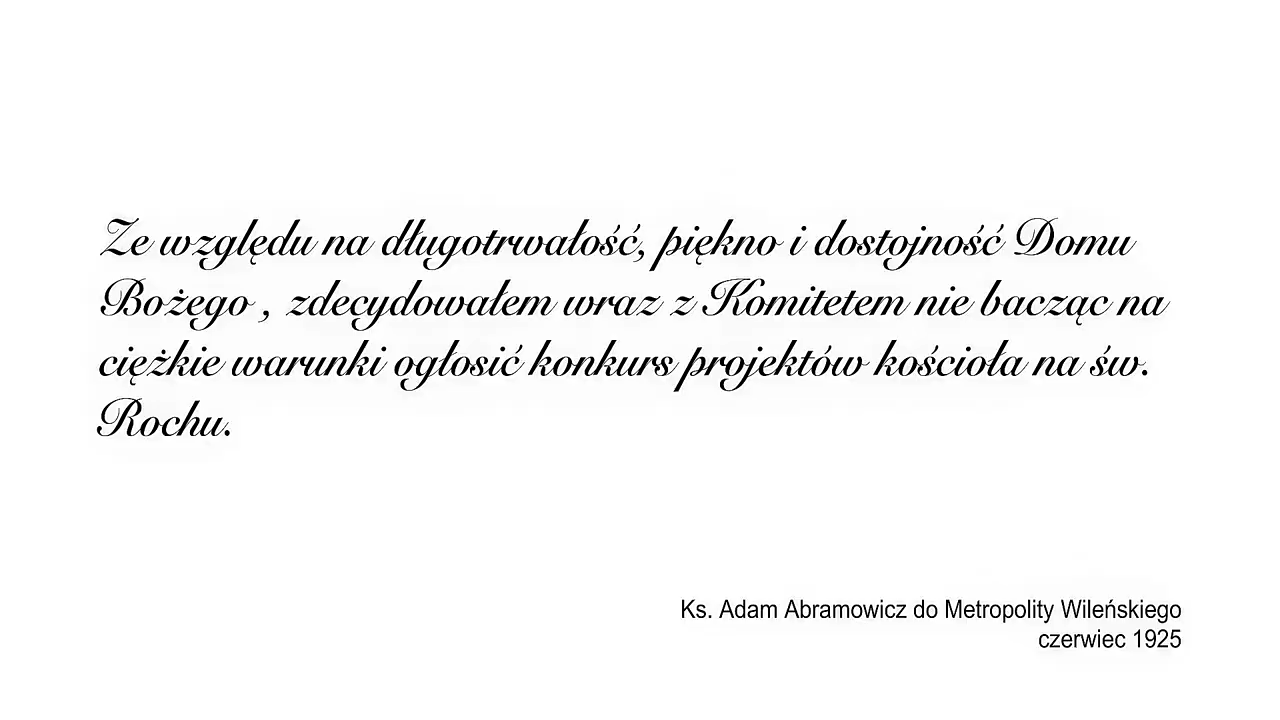 Ze względu na długotrwałość, piękno i dostojność Domu
Bożego , zdecydowałem wraz z Komitetem nie bacząc na
ciężkie warunki ogłosić konkurs projektów kościoła na św.
Rochu.
Ks. Adam Abramowicz do Metropolity Wileńskiego
czerwiec 1925